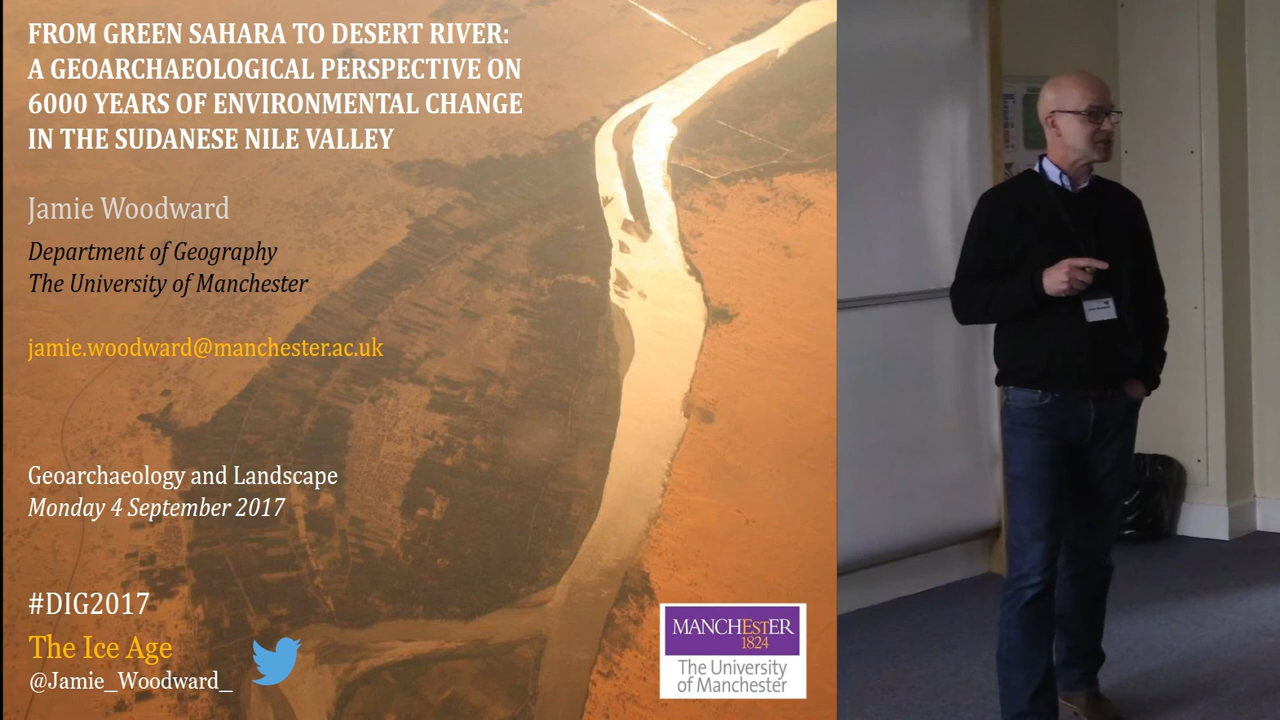 FROM GREEN SAHARA TO DESERT RIVER:
A GEOARCHAEOLOGICAL PERSPECTIVE ON
6000 YEARS OF ENVIRONMENTAL CHANGE
IN THE SUDANESE NILE VALLEY
Jamie Woodward
Department of Geography
The University of Manchester
jamie.woodward@manchester.ac.uk
Geoarchaeology and Landscape
Monday 4 September 2017
#DIG2017
The Ice Age
@Jamie_Woodward_
MANCHESTER
1824
The University
of Manchester